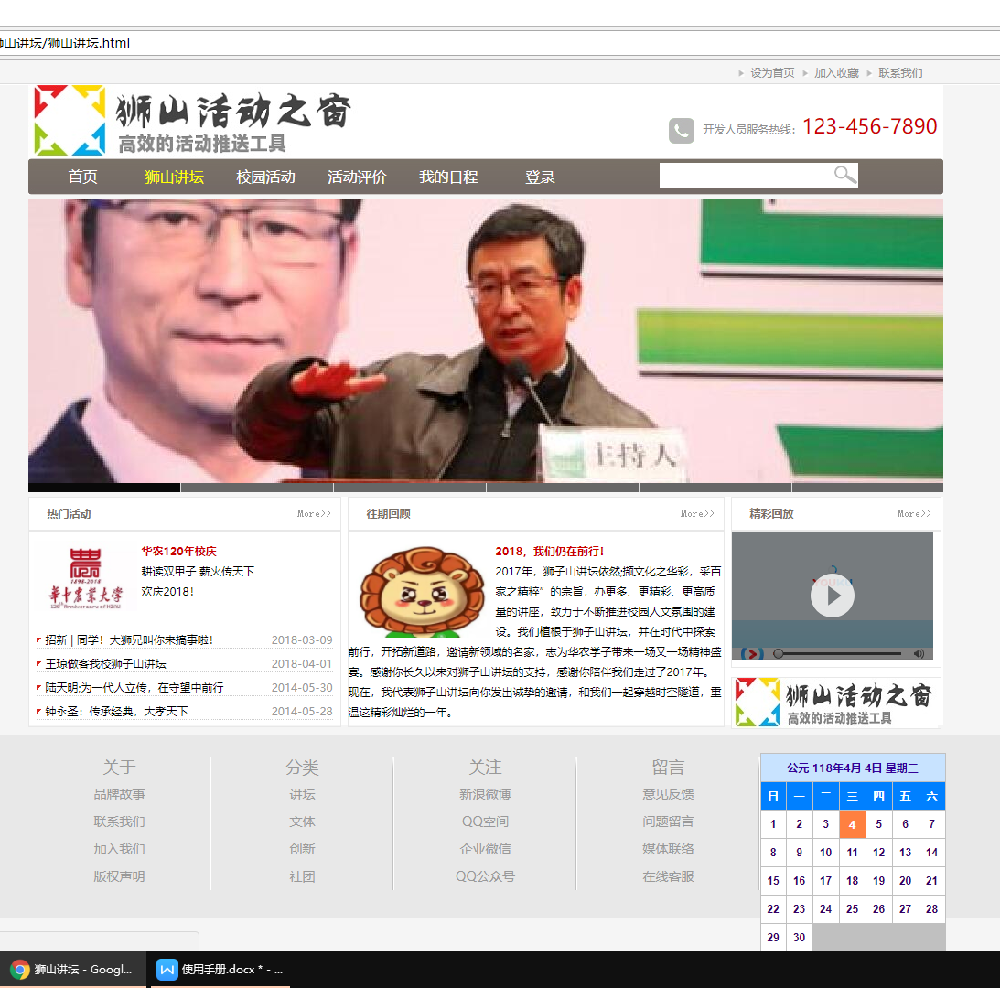 狮山讲坛/狮山讲坛.html
设为首页 加入收藏 联系我们
狮山活动之窗
高效的活动推送工具
开发人员服务热线: 123-456-7890
首页 狮山讲坛 校园活动 活动评价 我的日程 登录
主持人
热门活动 More>>
华农120年校庆
耕读双甲子 薪火传天下
欢庆2018!
1898-2018
华中农业大学
120th Anniversary of HZAU
招新 | 同学！大狮兄叫你来搞事啦！ 2018-03-09
王琼做客我校狮子山讲坛 2018-04-01
陆天明;为一代人立传，在守望中前行 2014-05-30
钟永圣：传承经典，大孝天下 2014-05-28
往期回顾 More>>
2018，我们仍在前行！
2017年，狮子山讲坛依然;撷文化之华彩，采百
家之精粹”的宗旨，办更多、更精彩、更高质
量的讲座，致力于不断推进校园人文氛围的建
设。我们植根于狮子山讲坛，并在时代中探索
前行，开拓新道路，邀请新领域的名家，志为华农学子带来一场又一场精神盛
宴。感谢你长久以来对狮子山讲坛的支持，感谢你陪伴我们走过了2017年。
现在，我代表狮子山讲坛向你发出诚挚的邀请，和我们一起穿越时空隧道，重
温这精彩灿烂的一年。
精彩回放 More>>
狮山活动之窗
高效的活动推送工具
关于 分类 关注 留言
品牌故事 讲坛 新浪微博 意见反馈
联系我们 文体 QQ空间 问题留言
加入我们 创新 企业微信 媒体联络
版权声明 社团 QQ公众号 在线客服
公元 118年4月 4日 星期三
日 一 二 三 四 五 六
1 2 3 4 5 6 7
8 9 10 11 12 13 14
15 16 17 18 19 20 21
22 23 24 25 26 27 28
29 30
狮山讲坛 - Googl... 使用手册.docx * - ...